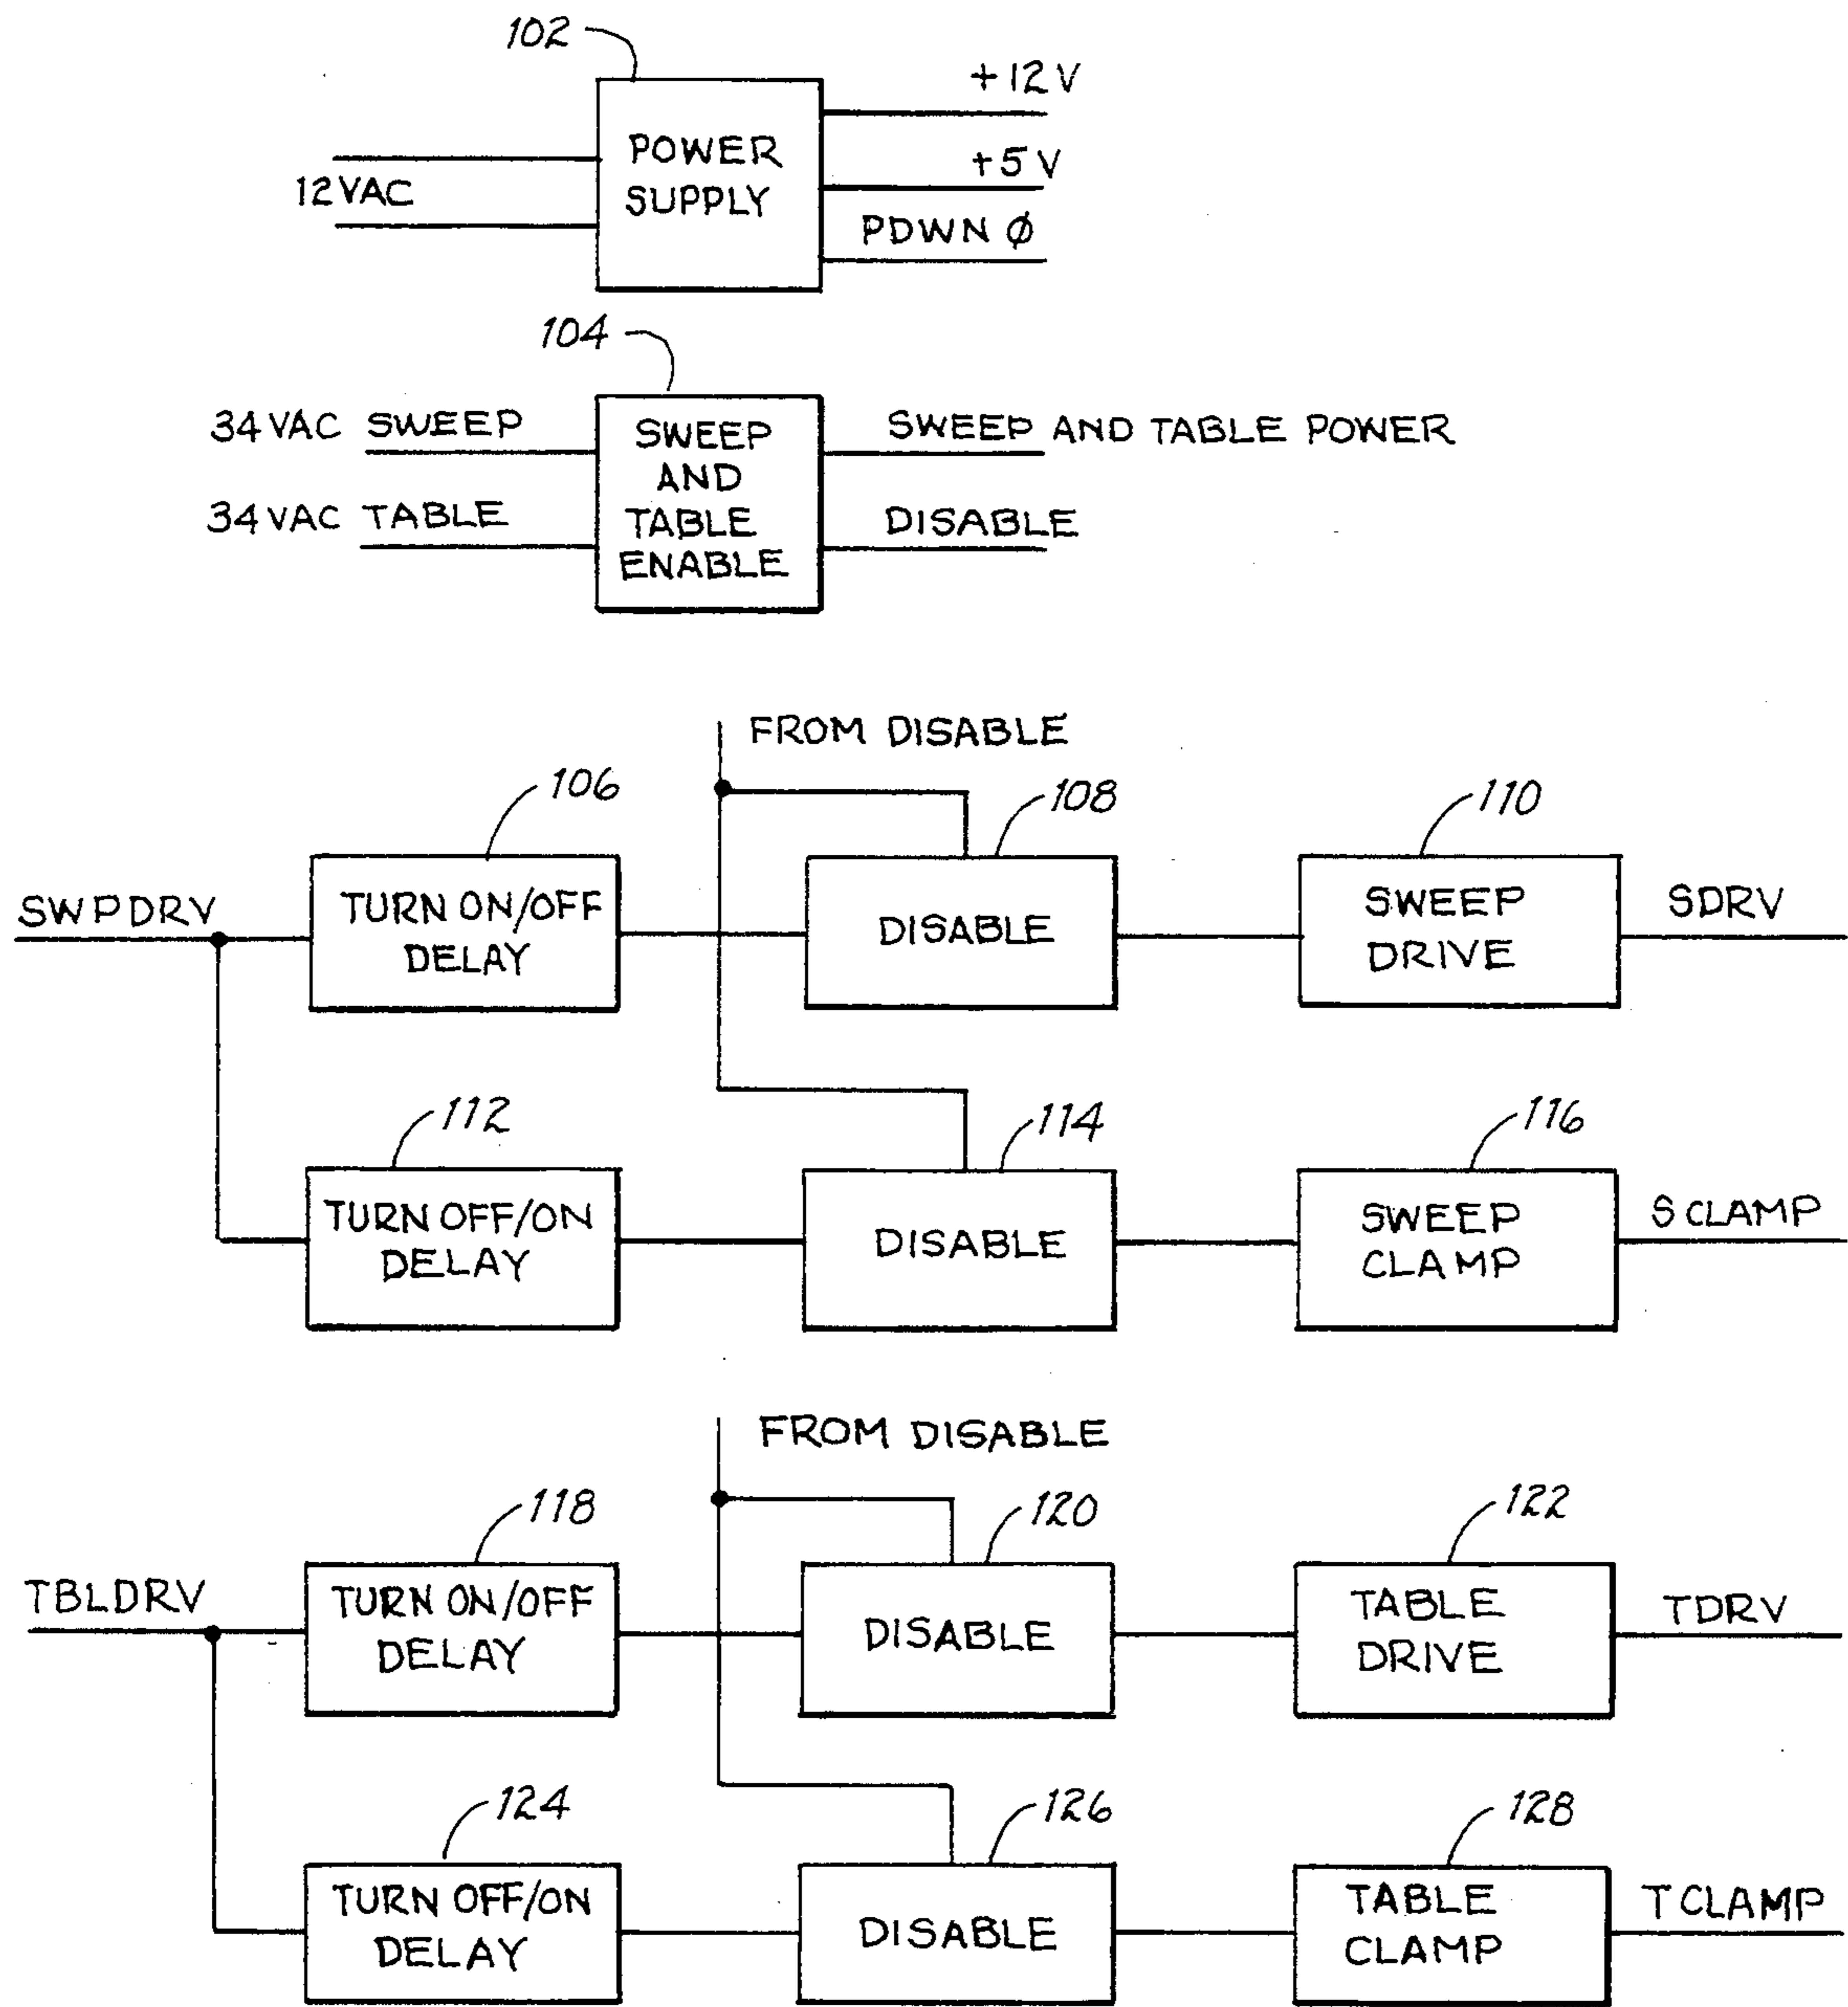 102
+12V
POWER SUPPLY
+5V
12VAC
PDWN Ø
104
34VAC SWEEP
SWEEP AND TABLE ENABLE
SWEEP AND TABLE POWER
34VAC TABLE
DISABLE
FROM DISABLE
106
108
110
SWPDRV
TURN ON/OFF
DELAY
DISABLE
SWEEP
DRIVE
SDRV
112
114
116
TURN OFF/ON
DELAY
DISABLE
SWEEP
CLAMP
SCLAMP
FROM DISABLE
118
120
122
TBLDRV
TURN ON/OFF
DELAY
DISABLE
TABLE
DRIVE
TDRV
124
126
128
TURN OFF/ON
DELAY
DISABLE
TABLE
CLAMP
TCLAMP